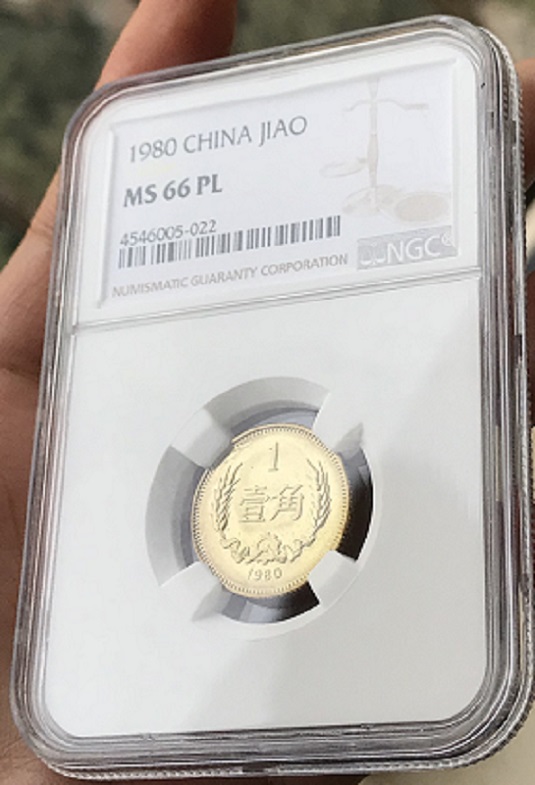 1980 CHINA JIAO
MS 66 PL
4546005-022
NGC
NUMISMATIC GUARANTY CORPORATION
1
壹角
1980